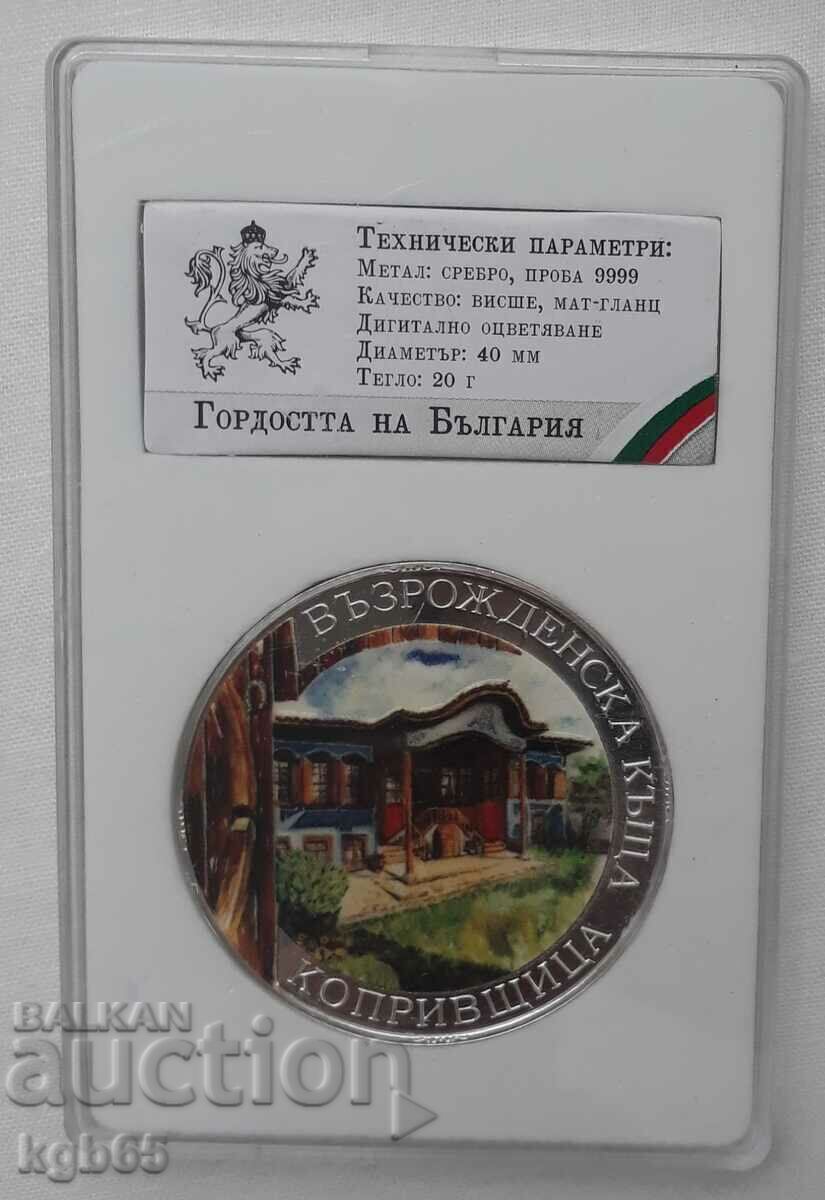 Технически параметри:
Метал: сребро, проба 9999
Качество: висше, мат-гланц
Дигитално оцветяване
Диаметър: 40 мм
Тегло: 20 г
Гордостта на България
ВЪЗРОЖДЕНСКА КЪЩА
КОПРИВЩИЦА
BALKAN
auction
kgb65